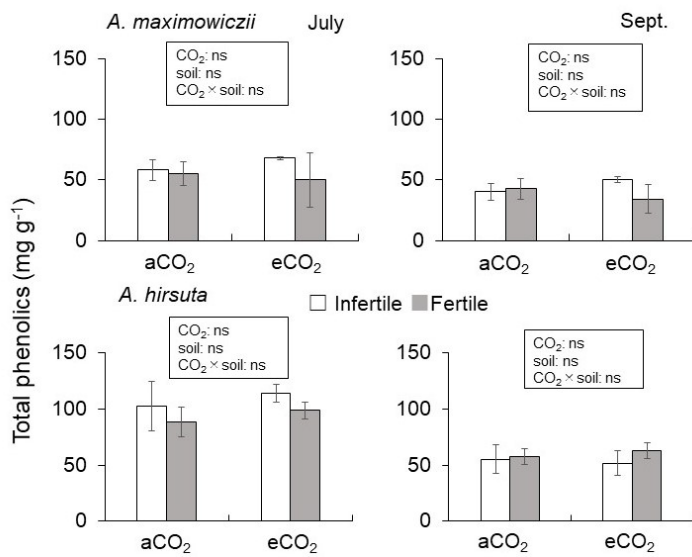 A. maximowiczii July Sept.
150
100
50
0
CO₂: ns
soil: ns
CO₂ × soil: ns
aCO₂ eCO₂
150
100
50
0
CO₂: ns
soil: ns
CO₂ × soil: ns
aCO₂ eCO₂
Total phenolics (mg g⁻¹)
A. hirsuta
Infertile Fertile
150
100
50
0
CO₂: ns
soil: ns
CO₂ × soil: ns
aCO₂ eCO₂
150
100
50
0
CO₂: ns
soil: ns
CO₂ × soil: ns
aCO₂ eCO₂